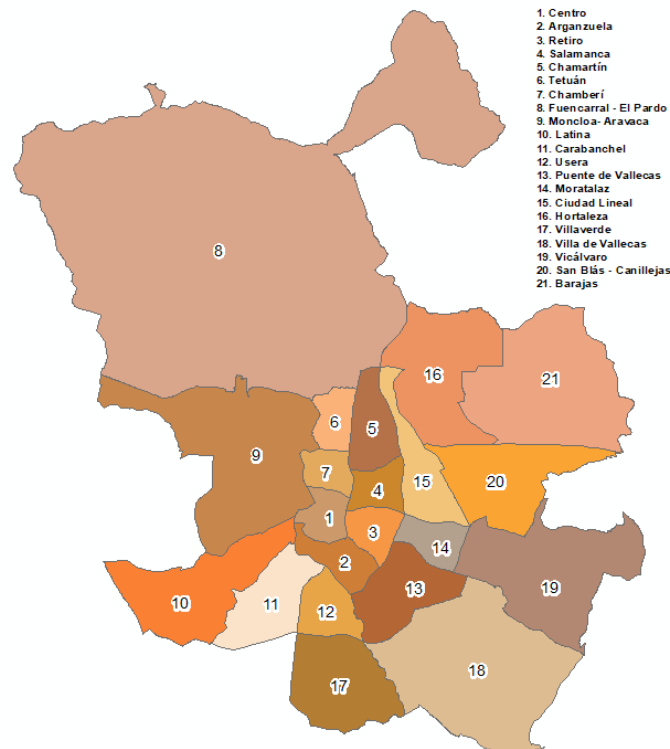 1. Centro
2. Arganzuela
3. Retiro
4. Salamanca
5. Chamartín
6. Tetuán
7. Chamberí
8. Fuencarral - El Pardo
9. Moncloa- Aravaca
10. Latina
11. Carabanchel
12. Usera
13. Puente de Vallecas
14. Moratalaz
15. Ciudad Lineal
16. Hortaleza
17. Villaverde
18. Villa de Vallecas
19. Vicálvaro
20. San Blás - Canillejas
21. Barajas
8
16
21
6
5
9
7
4
15
20
1
3
14
2
13
19
10
11
12
18
17